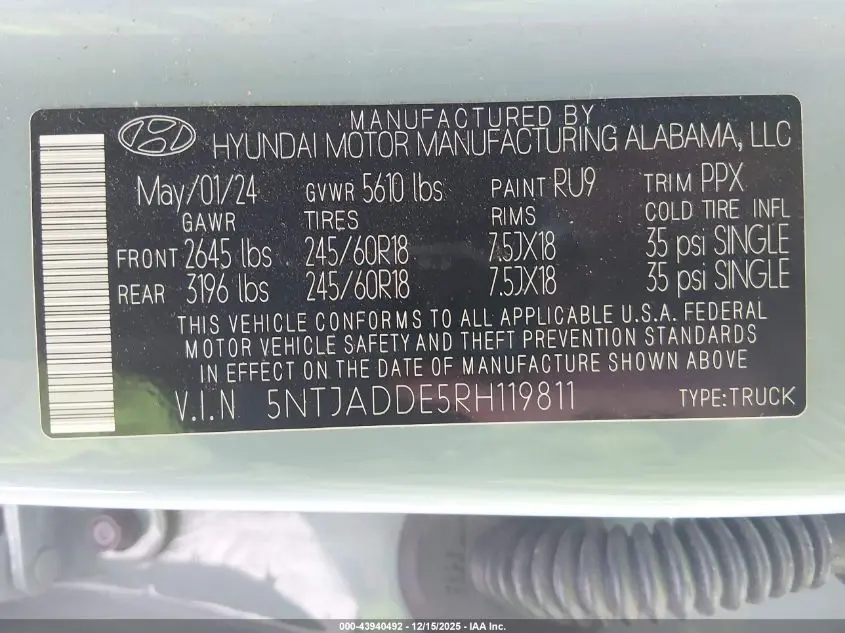 MANUFACTURED BY
HYUNDAI MOTOR MANUFACTURING ALABAMA, LLC
May/01/24 GVWR 5610 lbs PAINT RU9 TRIM PPX
GAWR TIRES RIMS COLD TIRE INFL
FRONT 2645 lbs 245/60R18 7.5JX18 35 psi SINGLE
REAR 3196 lbs 245/60R18 7.5JX18 35 psi SINGLE
THIS VEHICLE CONFORMS TO ALL APPLICABLE U.S.A. FEDERAL
MOTOR VEHICLE SAFETY AND THEFT PREVENTION STANDARDS
IN EFFECT ON THE DATE OF MANUFACTURE SHOWN ABOVE
V.I.N 5NTJADDE5RH119811 TYPE:TRUCK
000-43940492 - 12/15/2025 - IAA Inc.